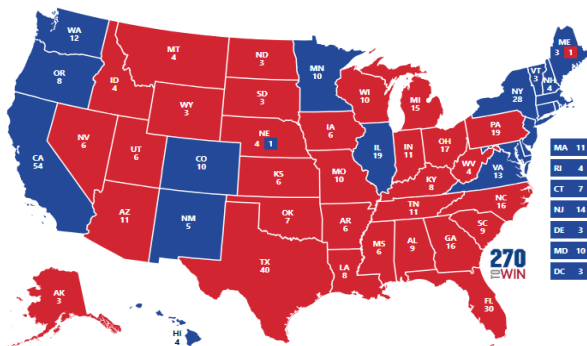 WA
12
OR
8
CA
54
NV
6
ID
4
MT
4
WY
3
UT
6
AZ
11
CO
10
NM
5
ND
3
SD
3
NE
4 1
KS
6
OK
7
TX
40
MN
10
IA
6
MO
10
AR
6
LA
8
WI
10
IL
19
MI
15
IN
11
OH
17
KY
8
TN
11
MS
6
AL
9
GA
16
FL
30
SC
9
NC
16
VA
13
WV
4
PA
19
NY
28
VT
3
NH
4
ME
3 1
MA 11
RI 4
CT 7
NJ 14
DE 3
MD 10
DC 3
AK
3
HI
4
270
TO
WIN